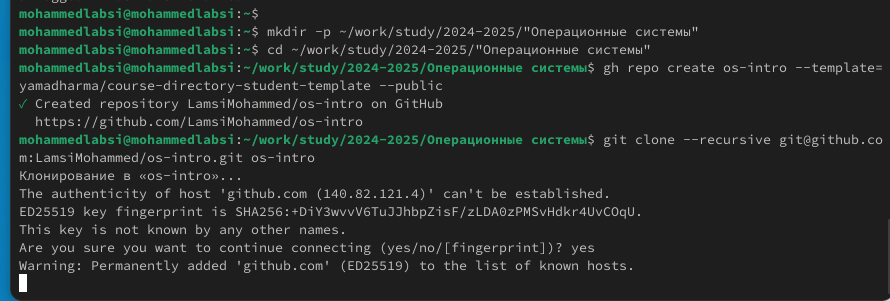 mohammedlabsi@mohammedlabsi:~$
mohammedlabsi@mohammedlabsi:~$ mkdir -p ~/work/study/2024-2025/"Операционные системы"
mohammedlabsi@mohammedlabsi:~$ cd ~/work/study/2024-2025/"Операционные системы"
mohammedlabsi@mohammedlabsi:~/work/study/2024-2025/Операционные системы$ gh repo create os-intro --template=
yamadharma/course-directory-student-template --public
✓ Created repository LamsiMohammed/os-intro on GitHub
https://github.com/LamsiMohammed/os-intro
mohammedlabsi@mohammedlabsi:~/work/study/2024-2025/Операционные системы$ git clone --recursive git@github.co
m:LamsiMohammed/os-intro.git os-intro
Клонирование в «os-intro»...
The authenticity of host 'github.com (140.82.121.4)' can't be established.
ED25519 key fingerprint is SHA256:+DiY3wvvV6TuJJhbpZisF/zLDA0zPMSvHdkr4UvCOqU.
This key is not known by any other names.
Are you sure you want to continue connecting (yes/no/[fingerprint])? yes
Warning: Permanently added 'github.com' (ED25519) to the list of known hosts.